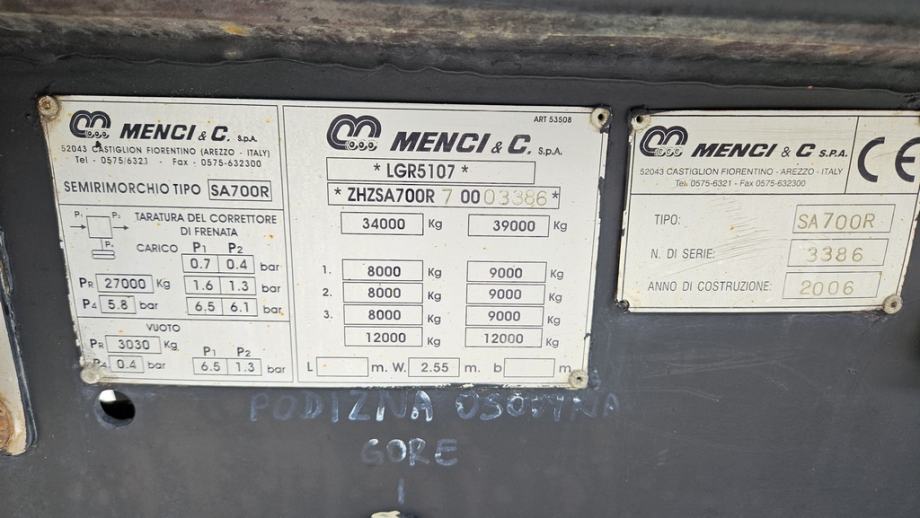 MENCI & C. S.p.A.
52043 CASTIGLION FIORENTINO (AREZZO - ITALY)
Tel - 0575/6321 - Fax - 0575-632300
SEMIRIMORCHIO TIPO SA700R
P₁ P₂
P₄
TARATURA DEL CORRETTORE
DI FRENATA
CARICO P₁ P₂
0.7 0.4 bar
PR 27000 Kg 1.6 1.3 bar
P₄ 5.8 bar 6.5 6.1 bar
VUOTO
PR 3030 Kg P₁ P₂
P₄ 0.4 bar 6.5 1.3 bar
ART 53508
MENCI & C. S.p.A.
* LGR5107 *
* ZHZSA700R 7 00 03386 *
34000 Kg 39000 Kg
1. 8000 Kg 9000 Kg
2. 8000 Kg 9000 Kg
3. 8000 Kg 9000 Kg
12000 Kg 12000 Kg
L m. W. 2.55 m. b m.
MENCI & C S.P.A.
52043 CASTIGLION FIORENTINO - AREZZO - ITALY
Tel. 0575-6321 - Fax 0575-632300
CE
TIPO: SA700R
N. DI SERIE: 3386
ANNO DI COSTRUZIONE: 2006
PODIZNA OSOVINA
GORE